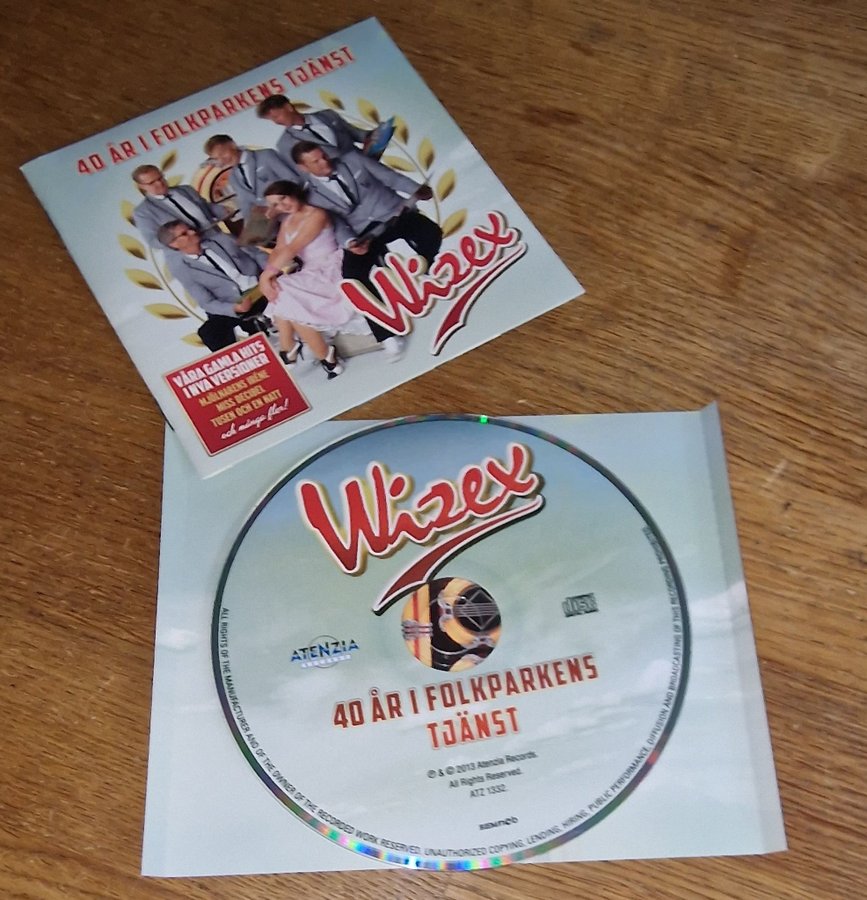 40 ÅR I FOLKPARKENS TJÄNST
Wizex
VÅRA GAMLA HITS
I NYA VERSIONER
MJÖLNARENS IRÉNE
MISS DECIBEL
TUSEN OCH EN NATT
och många fler!
Wizex
ATENZIA
RECORDS
40 ÅR I FOLKPARKENS
TJÄNST
℗ & © 2013 Atenzia Records.
All Rights Reserved.
ATZ 1332.
ALL RIGHTS OF THE MANUFACTURER AND OF THE OWNER OF THE RECORDED WORK RESERVED. UNAUTHORIZED COPYING, LENDING, HIRING, PUBLIC PERFORMANCE, DIFFUSION AND BROADCASTING OF THIS RECORDING PROHIBITED.